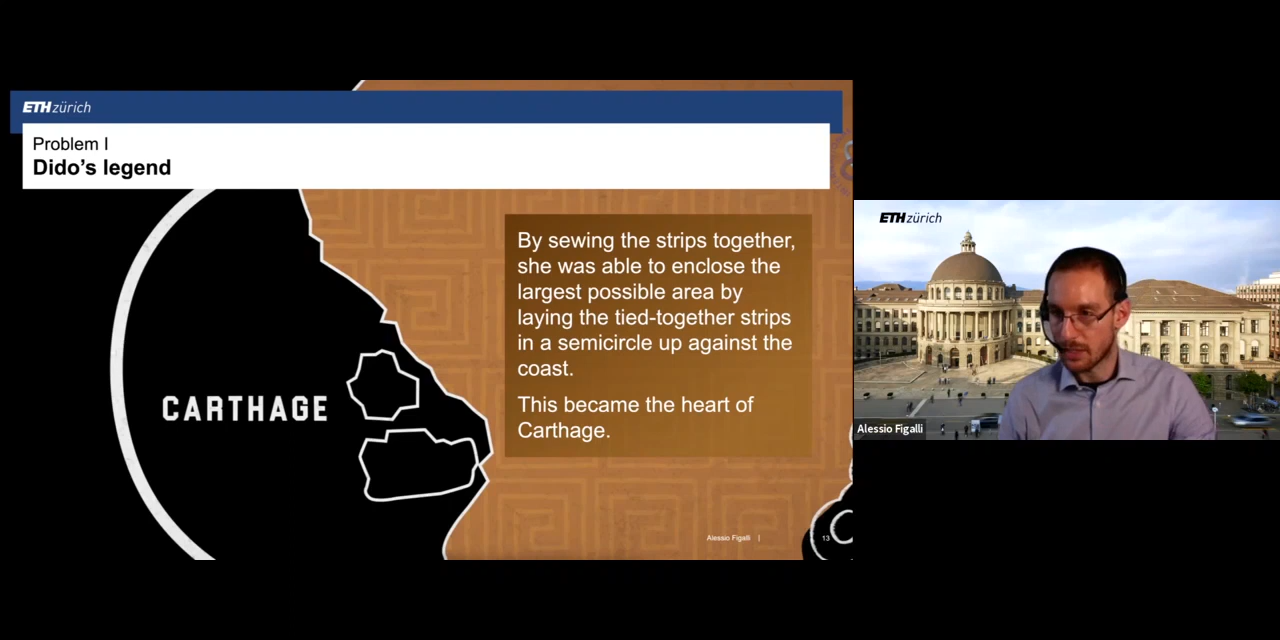 ETH zürich
Problem I
Dido’s legend
By sewing the strips together,
she was able to enclose the
largest possible area by
laying the tied-together strips
in a semicircle up against the
coast.
This became the heart of
Carthage.
CARTHAGE
Alessio Figalli |
13
ETH zürich
Alessio Figalli